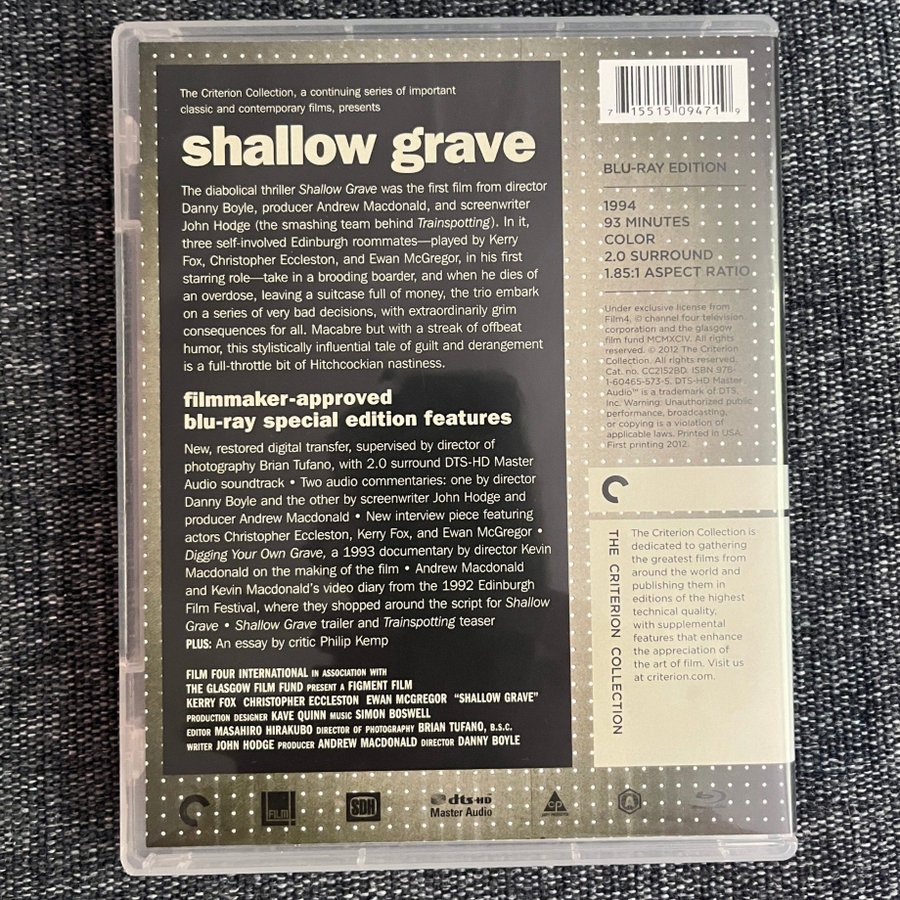 The Criterion Collection, a continuing series of important
classic and contemporary films, presents
shallow grave
The diabolical thriller Shallow Grave was the first film from director
Danny Boyle, producer Andrew Macdonald, and screenwriter
John Hodge (the smashing team behind Trainspotting). In it,
three self-involved Edinburgh roommates—played by Kerry
Fox, Christopher Eccleston, and Ewan McGregor, in his first
starring role—take in a brooding boarder, and when he dies of
an overdose, leaving a suitcase full of money, the trio embark
on a series of very bad decisions, with extraordinarily grim
consequences for all. Macabre but with a streak of offbeat
humor, this stylistically influential tale of guilt and derangement
is a full-throttle bit of Hitchcockian nastiness.
filmmaker-approved
blu-ray special edition features
New, restored digital transfer, supervised by director of
photography Brian Tufano, with 2.0 surround DTS-HD Master
Audio soundtrack • Two audio commentaries: one by director
Danny Boyle and the other by screenwriter John Hodge and
producer Andrew Macdonald • New interview piece featuring
actors Christopher Eccleston, Kerry Fox, and Ewan McGregor •
Digging Your Own Grave, a 1993 documentary by director Kevin
Macdonald on the making of the film • Andrew Macdonald
and Kevin Macdonald's video diary from the 1992 Edinburgh
Film Festival, where they shopped around the script for Shallow
Grave • Shallow Grave trailer and Trainspotting teaser
PLUS: An essay by critic Philip Kemp
FILM FOUR INTERNATIONAL IN ASSOCIATION WITH
THE GLASGOW FILM FUND PRESENT A FIGMENT FILM
KERRY FOX CHRISTOPHER ECCLESTON EWAN MCGREGOR "SHALLOW GRAVE"
PRODUCTION DESIGNER KAVE QUINN MUSIC SIMON BOSWELL
EDITOR MASAHIRO HIRAKUBO DIRECTOR OF PHOTOGRAPHY BRIAN TUFANO, B.S.C.
WRITER JOHN HODGE PRODUCER ANDREW MACDONALD DIRECTOR DANNY BOYLE
7 15515 09471 9
BLU-RAY EDITION
1994
93 MINUTES
COLOR
2.0 SURROUND
1.85:1 ASPECT RATIO
Under exclusive license from
Film4. © channel four television
corporation and the glasgow
film fund MCMXCIV. All rights
reserved. © 2012 The Criterion
Collection. All rights reserved.
Cat. no. CC2152BD. ISBN 978-
1-60465-573-5. DTS-HD Master
Audio™ is a trademark of DTS,
Inc. Warning: Unauthorized public
performance, broadcasting,
or copying is a violation of
applicable laws. Printed in USA.
First printing 2012.
THE CRITERION COLLECTION
The Criterion Collection is
dedicated to gathering
the greatest films from
around the world and
publishing them in
editions of the highest
technical quality,
with supplemental
features that enhance
the appreciation of
the art of film. Visit us
at criterion.com.
FILM
SDH
dts-HD
Master Audio
CP
A